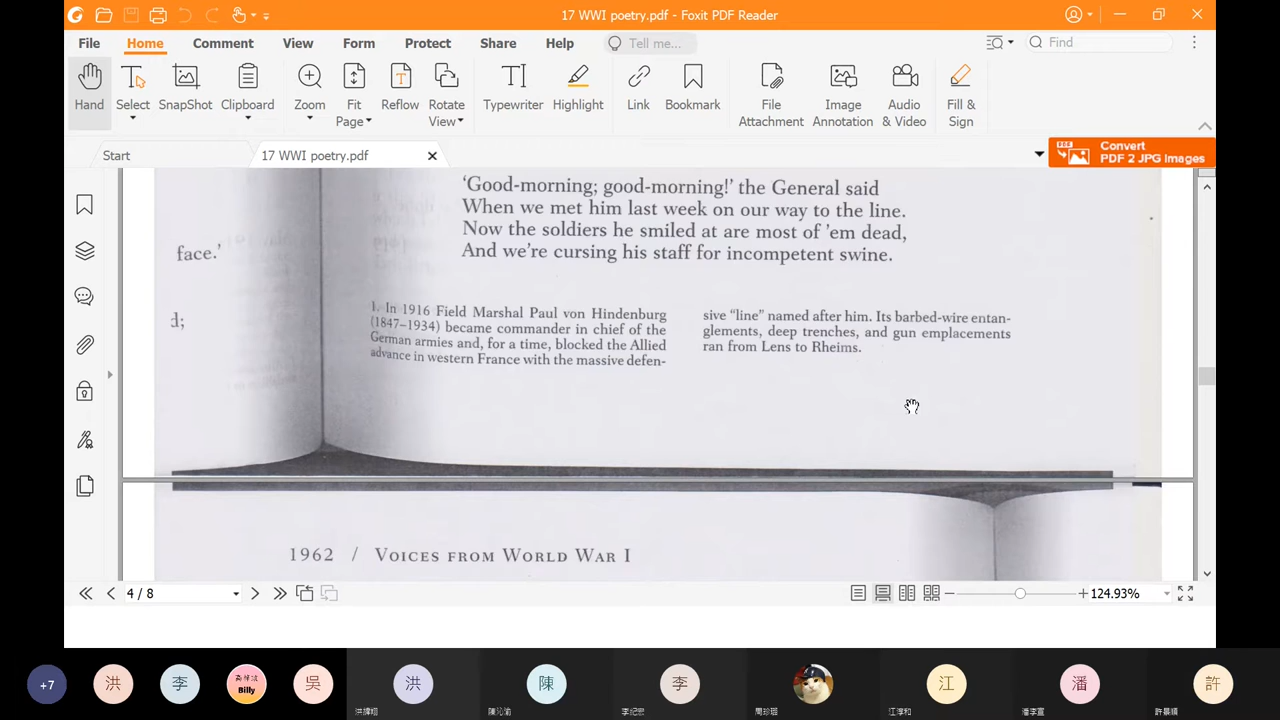 17 WWI poetry.pdf - Foxit PDF Reader
File Home Comment View Form Protect Share Help Tell me... Find
Hand Select SnapShot Clipboard Zoom Fit Page Reflow Rotate View Typewriter Highlight Link Bookmark File Attachment Image Annotation Audio & Video Fill & Sign
Start 17 WWI poetry.pdf
Convert
PDF 2 JPG Images
face.'
d;
'Good-morning; good-morning!' the General said
When we met him last week on our way to the line.
Now the soldiers he smiled at are most of 'em dead,
And we're cursing his staff for incompetent swine.
1. In 1916 Field Marshal Paul von Hindenburg
(1847–1934) became commander in chief of the
German armies and, for a time, blocked the Allied
advance in western France with the massive defen-
sive "line" named after him. Its barbed-wire entan-
glements, deep trenches, and gun emplacements
ran from Lens to Rheims.
1962 / VOICES FROM WORLD WAR I
4 / 8
124.93%
+7 洪 李 Billy 吳 洪 陳 李 江 潘 許